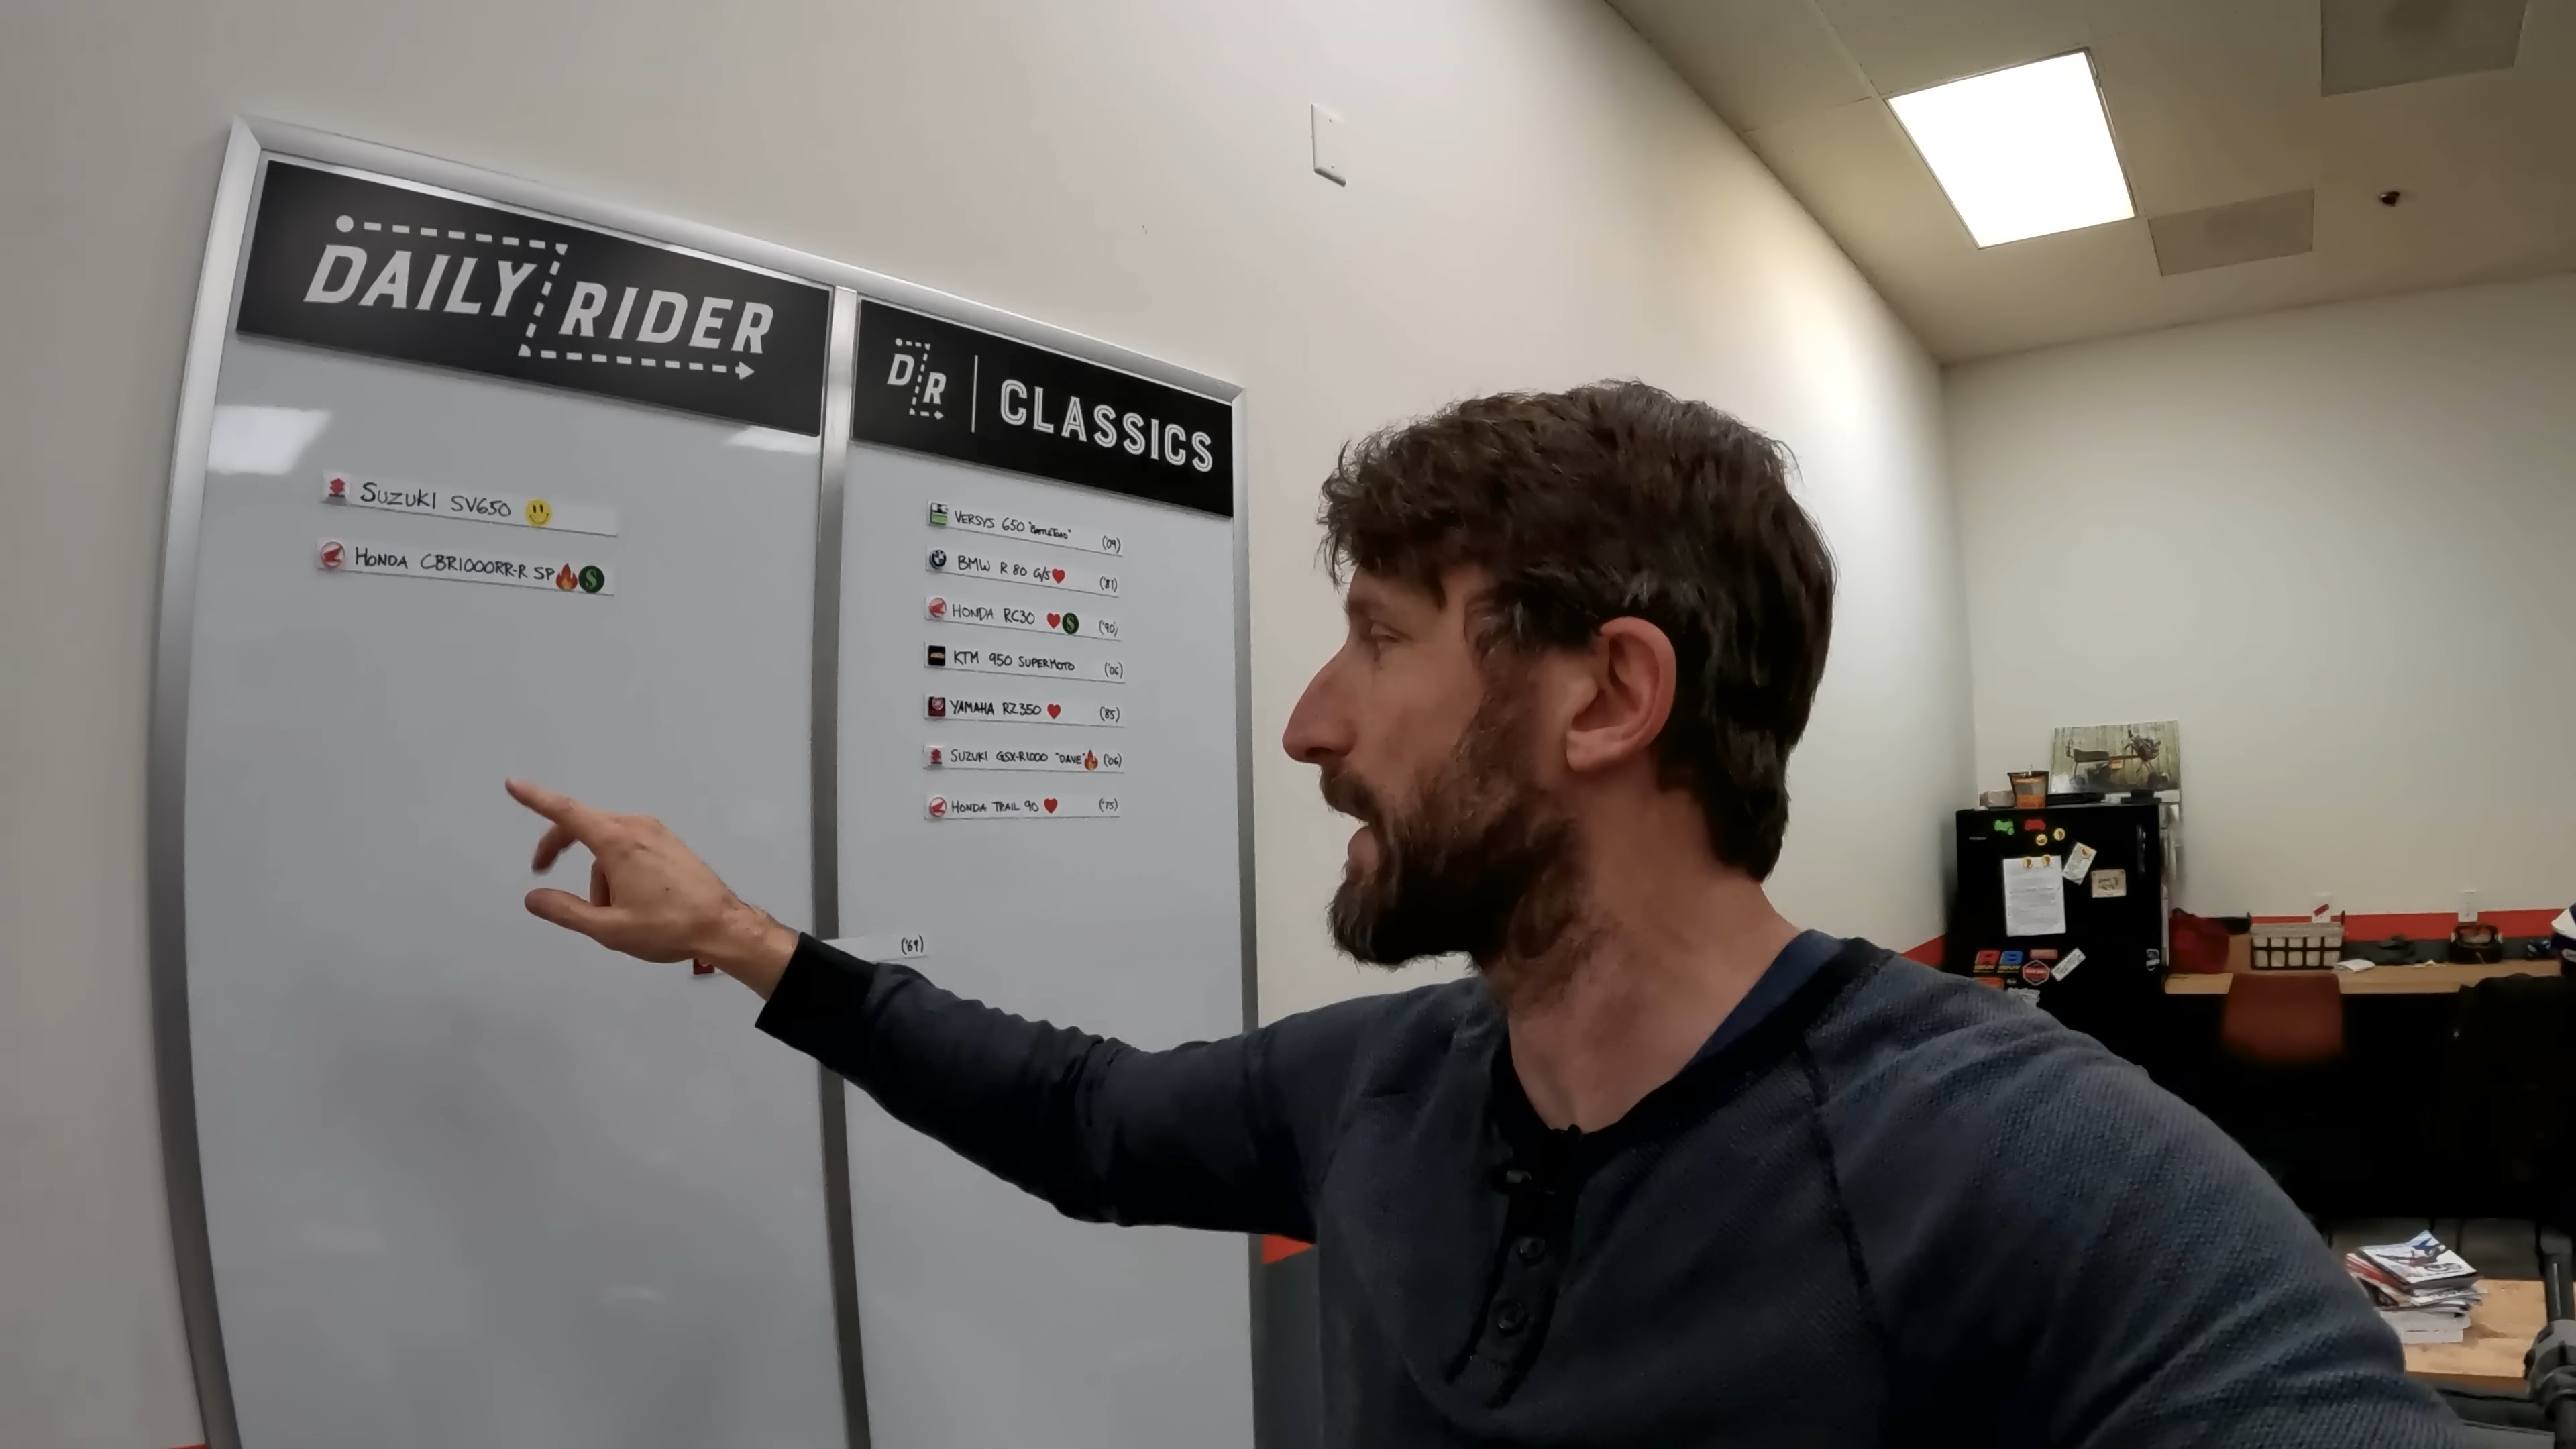 DAILY RIDER
SUZUKI SV650
HONDA CBR1000RR-R SP $
D R CLASSICS
VERSYS 650 "BATTLETOAD" ('09)
BMW R 80 G/S ('81)
HONDA RC30 $ ('90)
KTM 950 SUPERMOTO ('06)
YAMAHA RZ350 ('85)
SUZUKI GSX-R1000 "DAVE" ('06)
HONDA TRAIL 90 ('75)
('69)